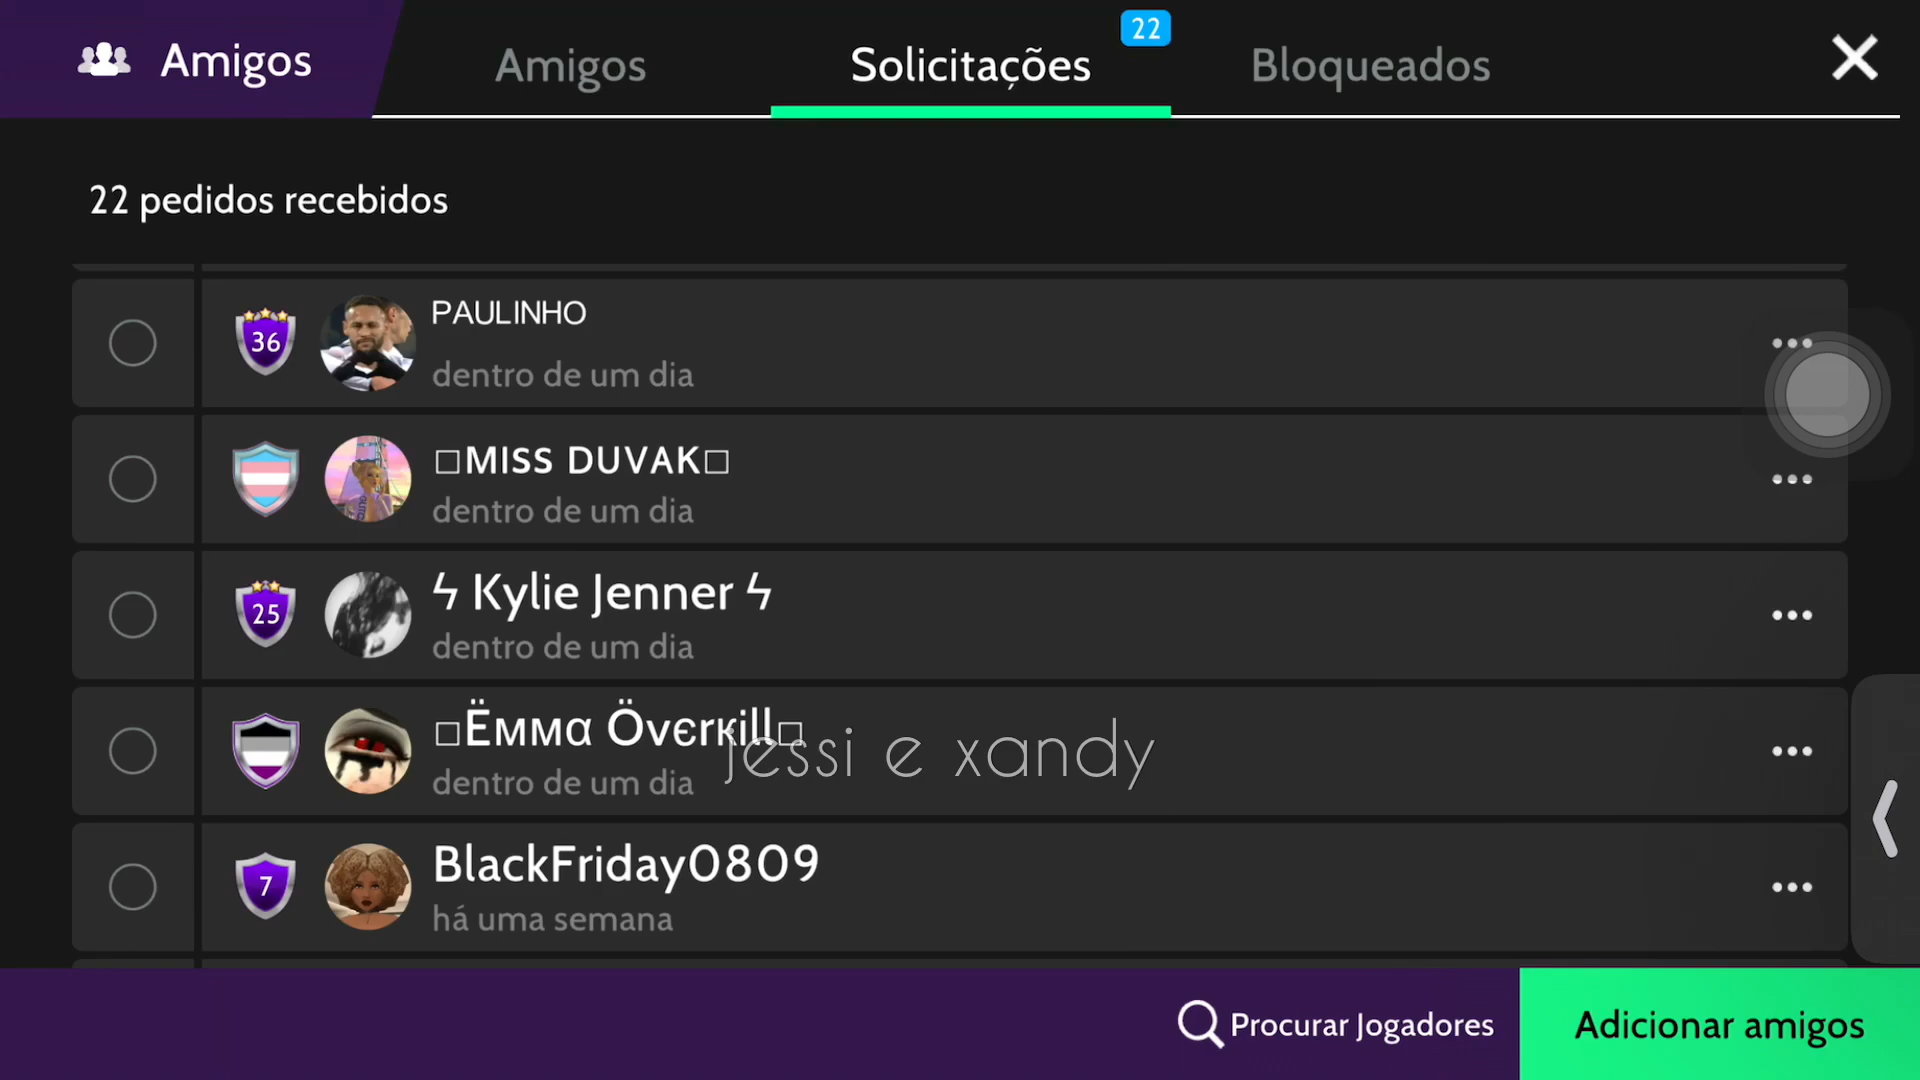 Amigos
Amigos
Solicitações
22
Bloqueados
22 pedidos recebidos
36
PAULINHO
dentro de um dia
□MISS DUVAK□
dentro de um dia
25
ϟ Kylie Jenner ϟ
dentro de um dia
□Ëммα Övєrкill□
dentro de um dia
jessi e xandy
7
BlackFriday0809
há uma semana
Procurar Jogadores
Adicionar amigos